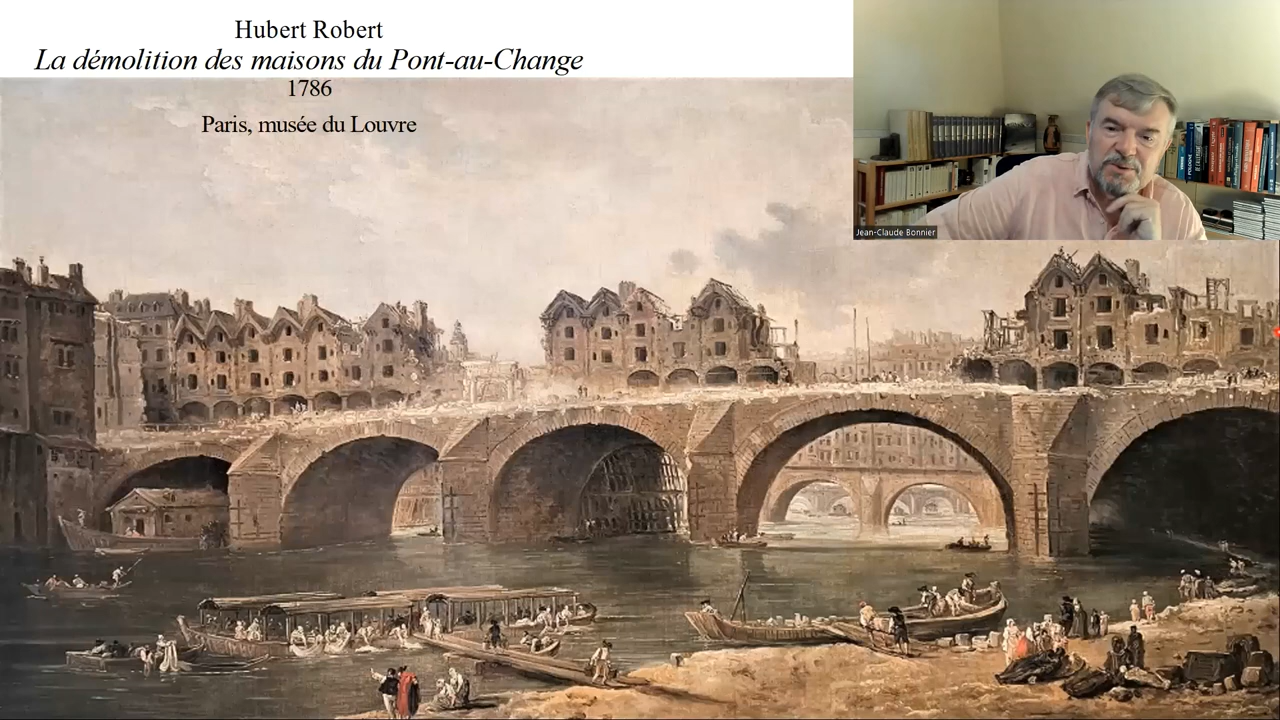 Hubert Robert
La démolition des maisons du Pont-au-Change
1786
Paris, musée du Louvre
Jean-Claude Bonnier